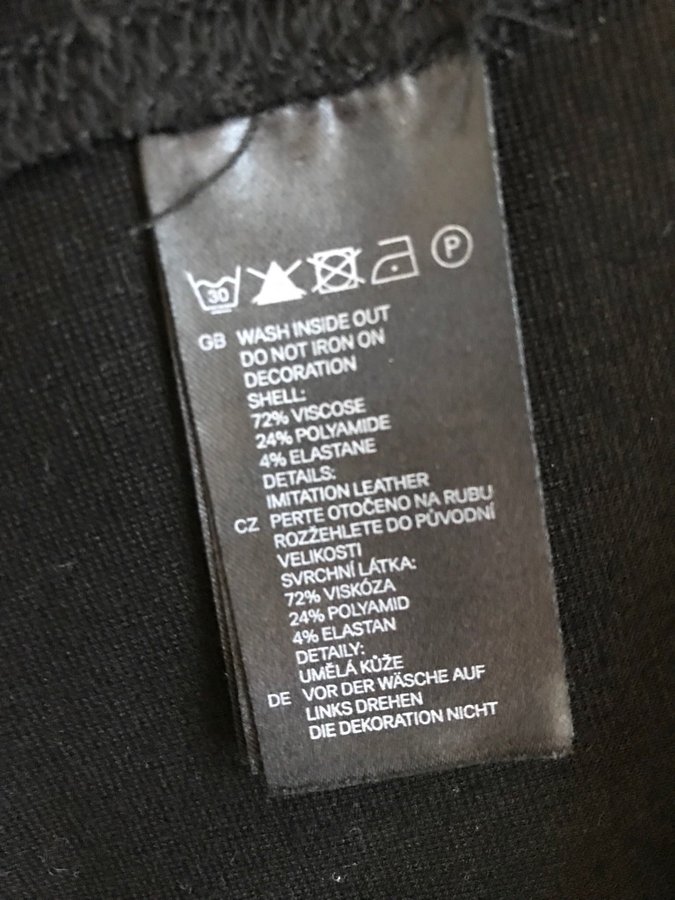 30
P
GB WASH INSIDE OUT
DO NOT IRON ON
DECORATION
SHELL:
72% VISCOSE
24% POLYAMIDE
4% ELASTANE
DETAILS:
IMITATION LEATHER
CZ PERTE OTOČENO NA RUBU
ROZŽEHLETE DO PŮVODNÍ
VELIKOSTI
SVRCHNÍ LÁTKA:
72% VISKÓZA
24% POLYAMID
4% ELASTAN
DETAILY:
UMĚLÁ KŮŽE
DE VOR DER WÄSCHE AUF
LINKS DREHEN
DIE DEKORATION NICHT